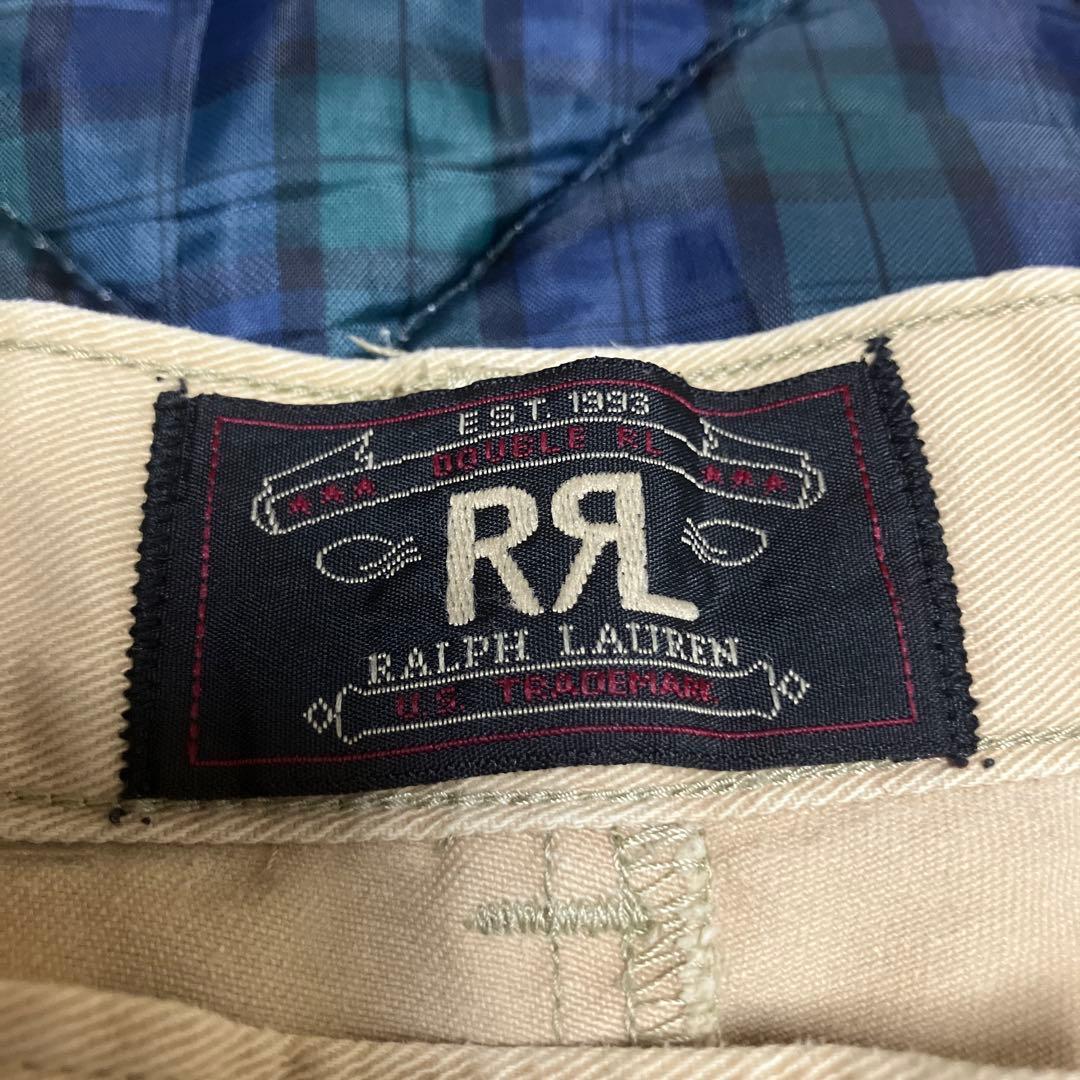 EST. 1993
DOUBLE RL
RRL
RALPH LAUREN
U.S. TRADEMARK